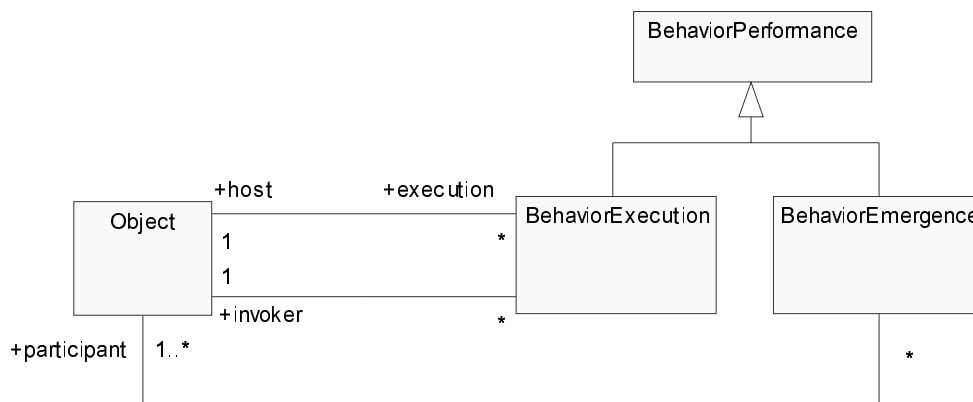 BehaviorPerformance
+host
+execution
Object
BehaviorExecution
BehaviorEmergence
1
*
1
+invoker
*
+participant
1..*
*